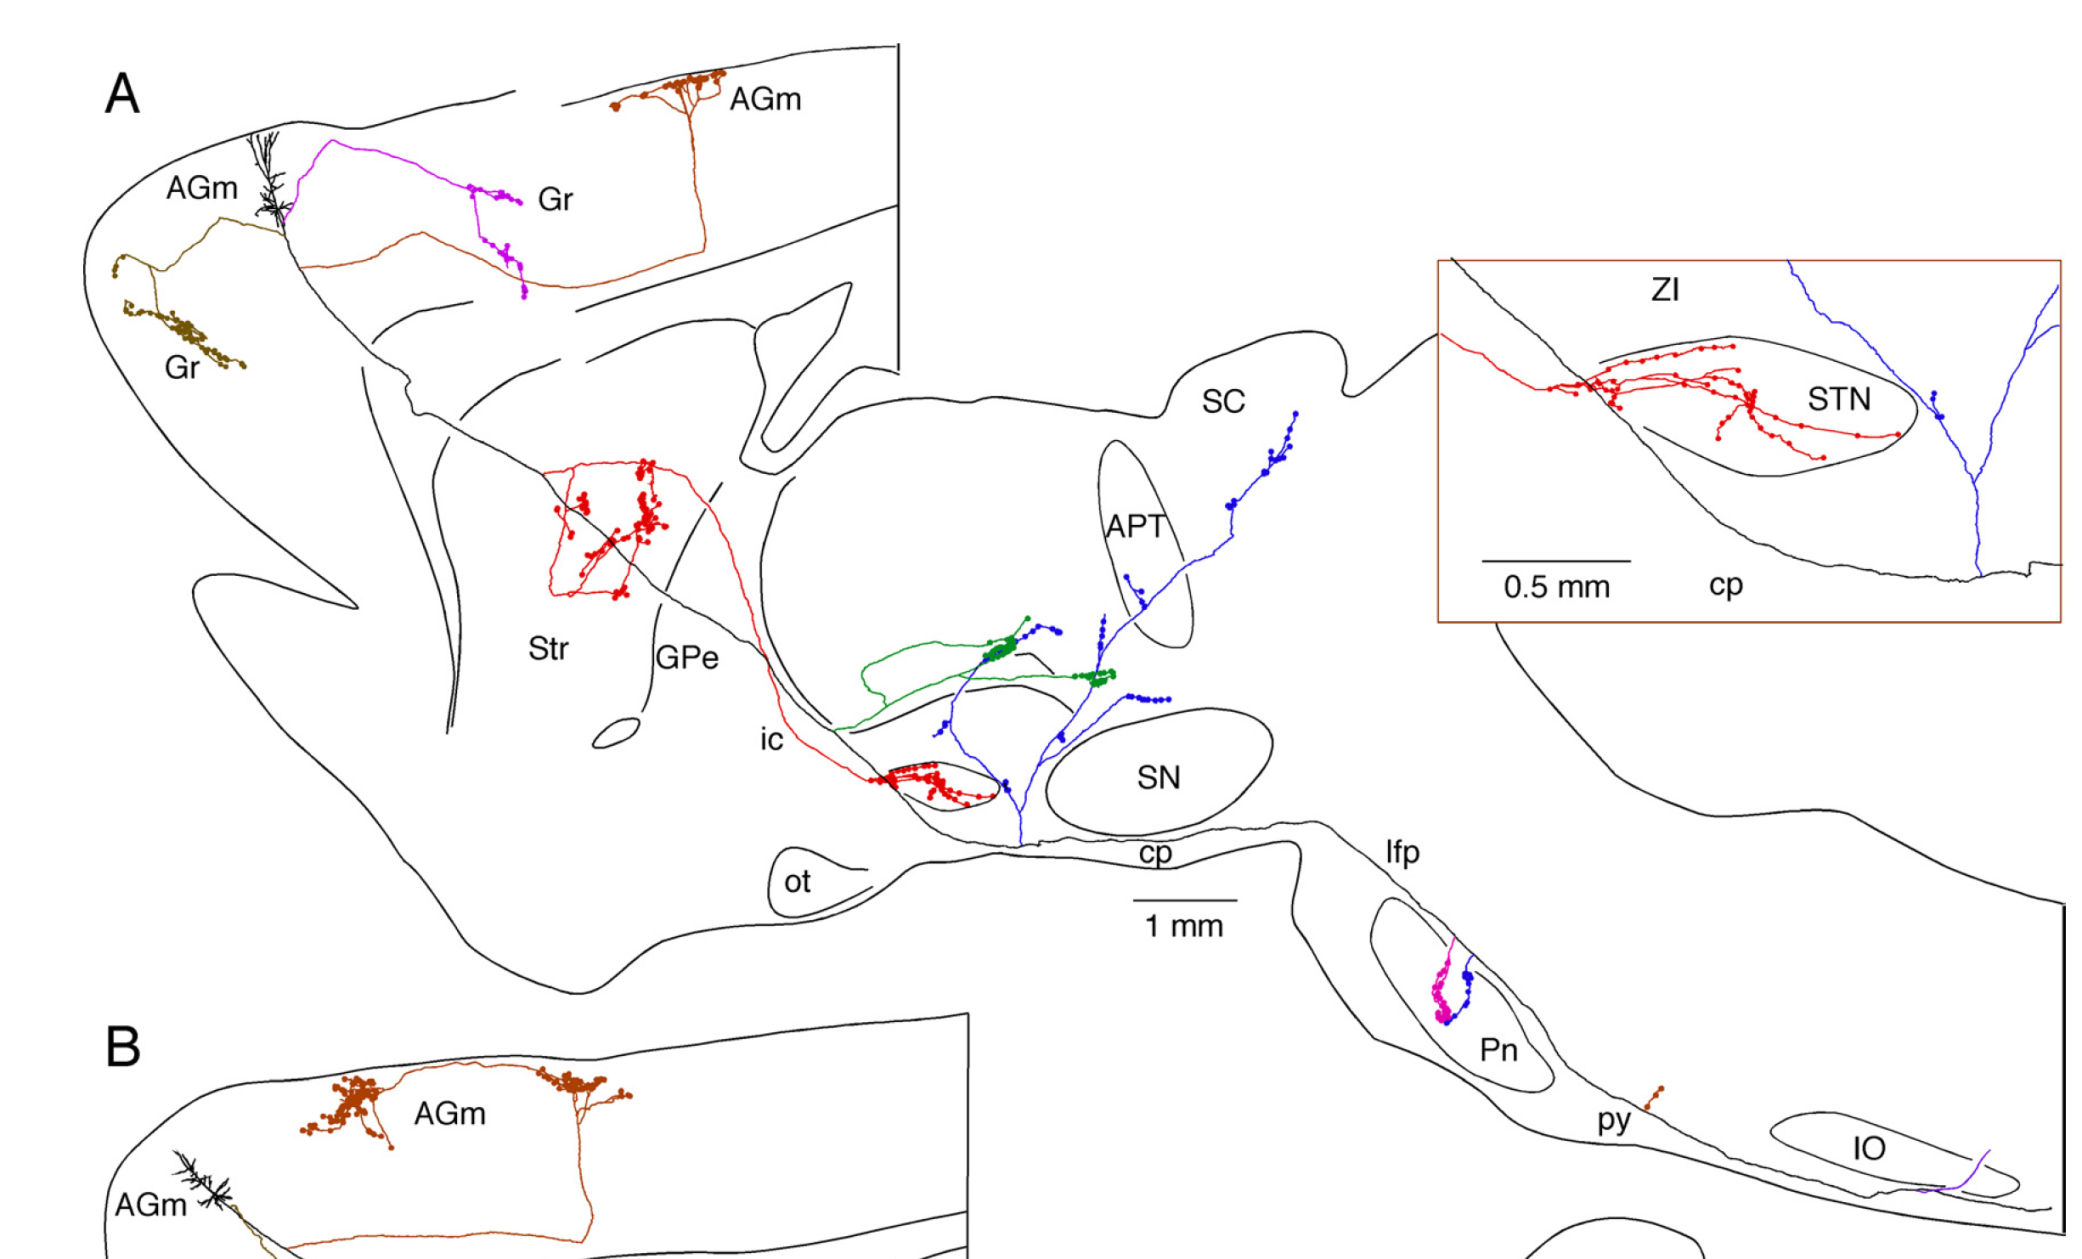 A
AGm
AGm
Gr
Gr
ZI
STN
0.5 mm
cp
SC
APT
Str
GPe
ic
SN
ot
cp
1 mm
lfp
Pn
py
IO
B
AGm
AGm